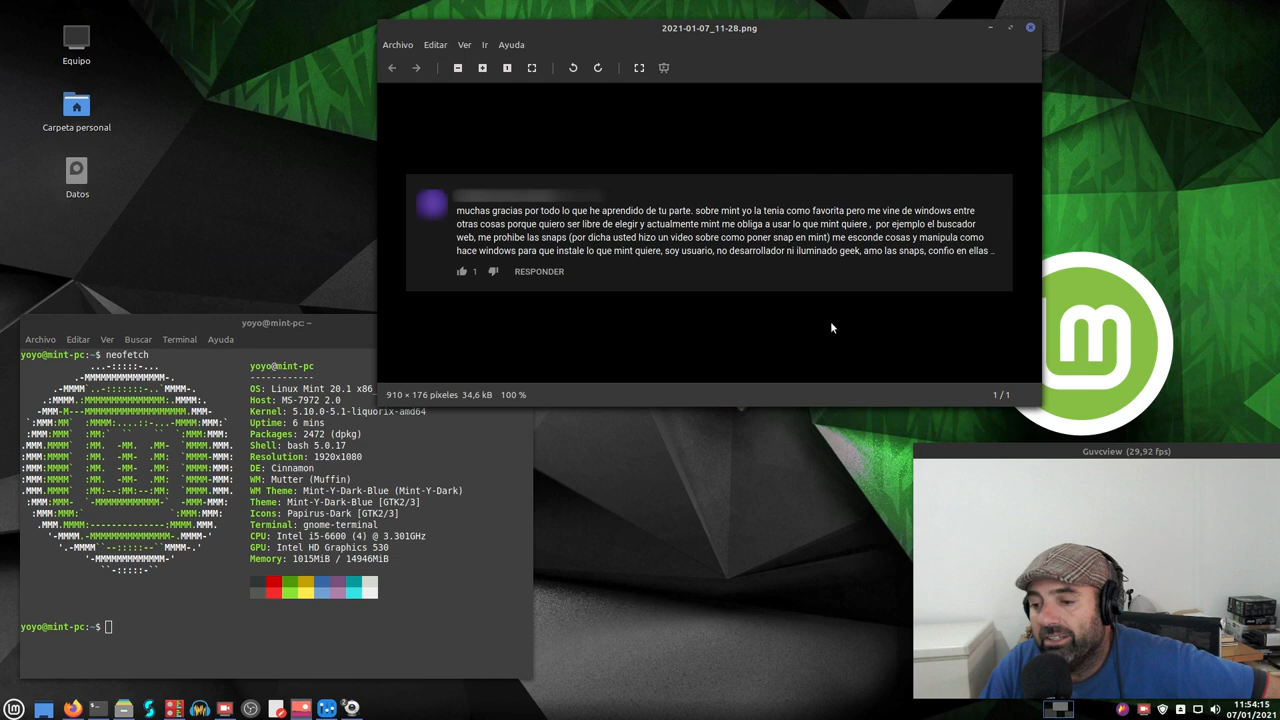 Equipo
Carpeta personal
Datos
2021-01-07_11-28.png
Archivo Editar Ver Ir Ayuda
muchas gracias por todo lo que he aprendido de tu parte. sobre mint yo la tenia como favorita pero me vine de windows entre
otras cosas porque quiero ser libre de elegir y actualmente mint me obliga a usar lo que mint quiere , por ejemplo el buscador
web, me prohibe las snaps (por dicha usted hizo un video sobre como poner snap en mint) me esconde cosas y manipula como
hace windows para que instale lo que mint quiere, soy usuario, no desarrollador ni iluminado geek, amo las snaps, confio en ellas ..
1 RESPONDER
910 × 176 píxeles 34,6 kB 100 %
1 / 1
yoyo@mint-pc: ~
Archivo Editar Ver Buscar Terminal Ayuda
yoyo@mint-pc:~$ neofetch
yoyo@mint-pc
------------
OS: Linux Mint 20.1 x86_
Host: MS-7972 2.0
Kernel: 5.10.0-5.1-liquorix-amd64
Uptime: 6 mins
Packages: 2472 (dpkg)
Shell: bash 5.0.17
Resolution: 1920x1080
DE: Cinnamon
WM: Mutter (Muffin)
WM Theme: Mint-Y-Dark-Blue (Mint-Y-Dark)
Theme: Mint-Y-Dark-Blue [GTK2/3]
Icons: Papirus-Dark [GTK2/3]
Terminal: gnome-terminal
CPU: Intel i5-6600 (4) @ 3.301GHz
GPU: Intel HD Graphics 530
Memory: 1015MiB / 14946MiB
yoyo@mint-pc:~$
Guvcview (29,92 fps)
11:54:15
07/01/2021